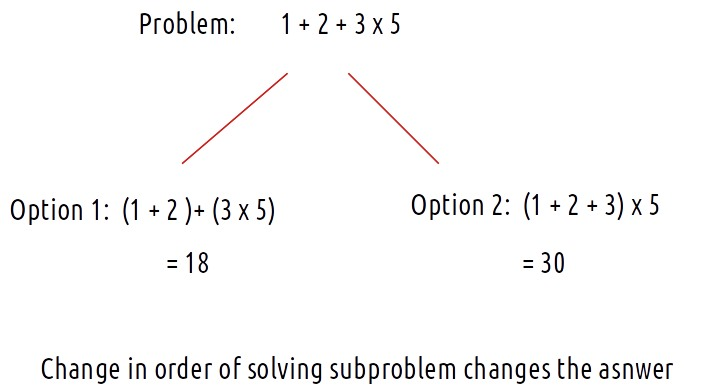 Problem: 1 + 2 + 3 x 5
Option 1: (1 + 2 )+ (3 x 5)
= 18
Option 2: (1 + 2 + 3) x 5
= 30
Change in order of solving subproblem changes the asnwer